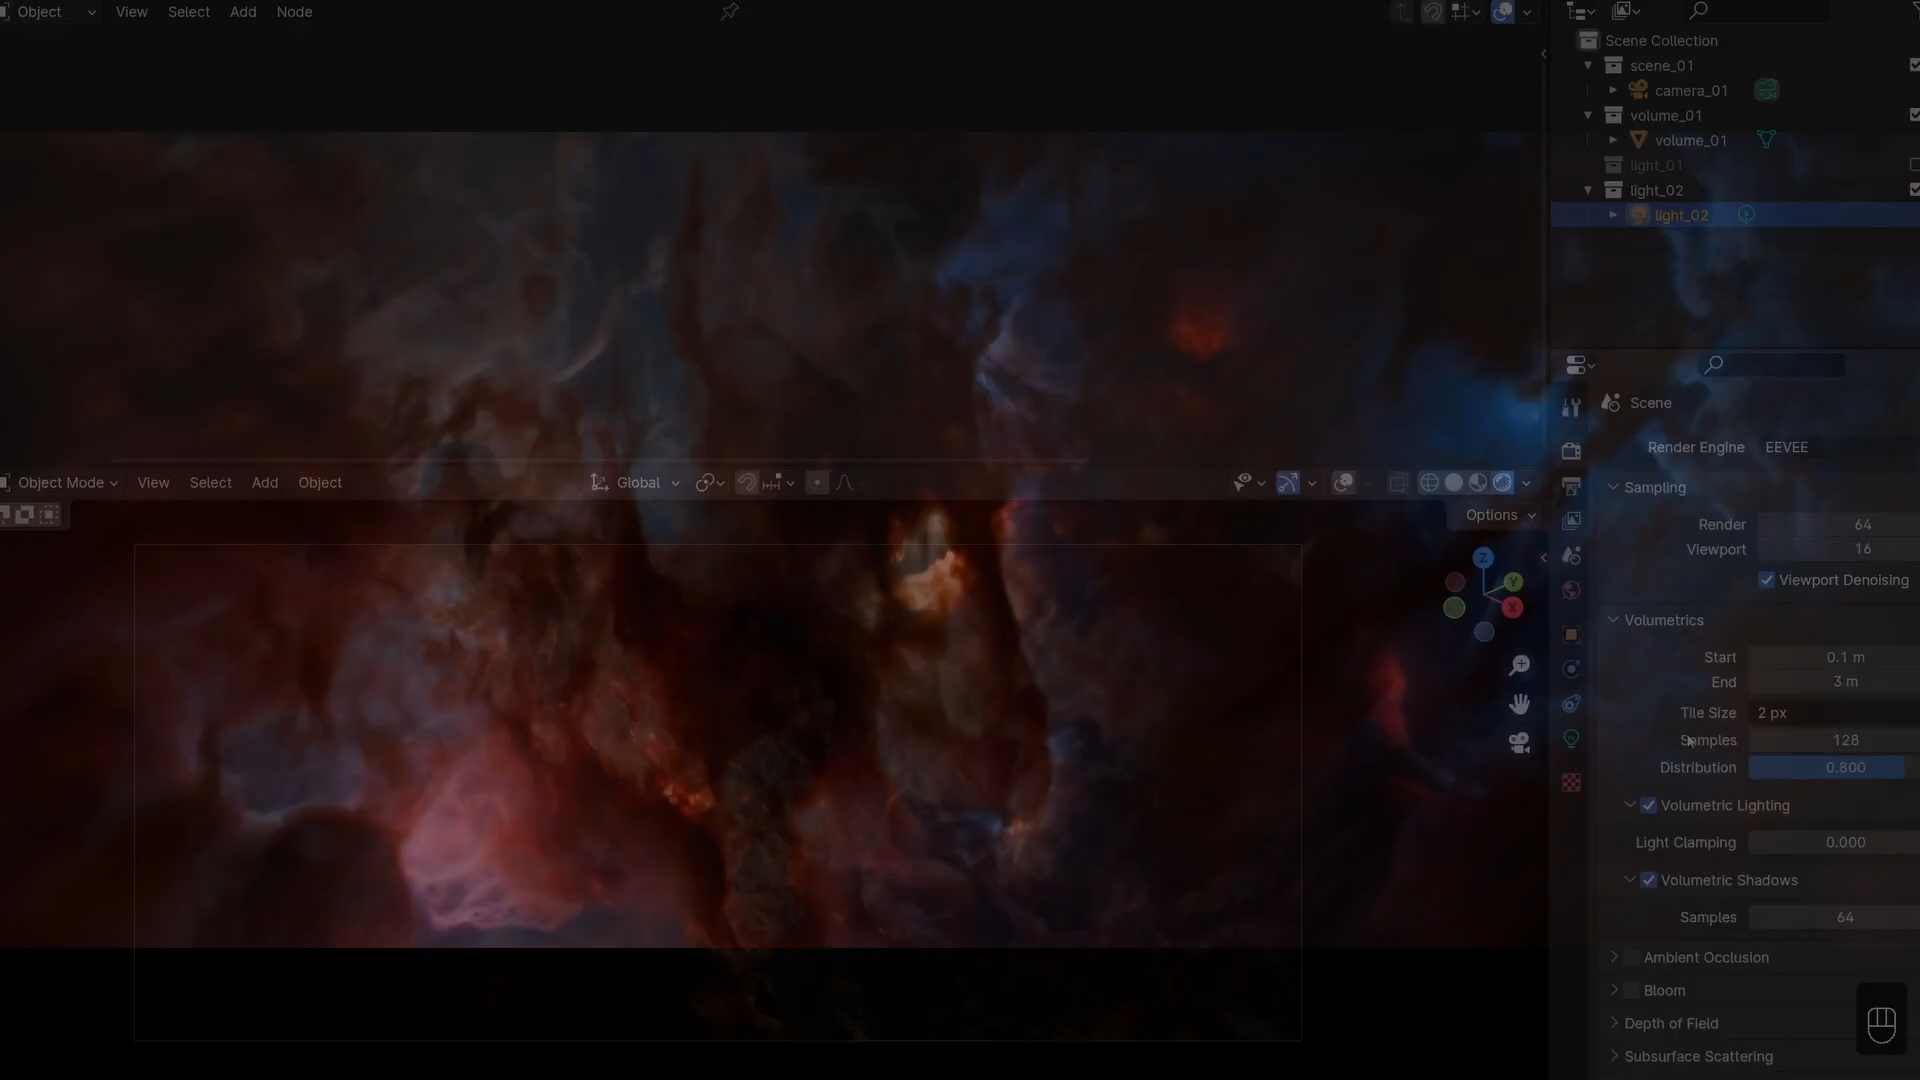 Object View Select Add Node
Scene Collection
scene_01
camera_01
volume_01
volume_01
light_01
light_02
light_02
Scene
Render Engine EEVEE
Sampling
Render 64
Viewport 16
Viewport Denoising
Volumetrics
Start 0.1 m
End 3 m
Tile Size 2 px
Samples 128
Distribution 0.800
Volumetric Lighting
Light Clamping 0.000
Volumetric Shadows
Samples 64
Ambient Occlusion
Bloom
Depth of Field
Subsurface Scattering
Object Mode View Select Add Object Global
Options
Z
Y
X